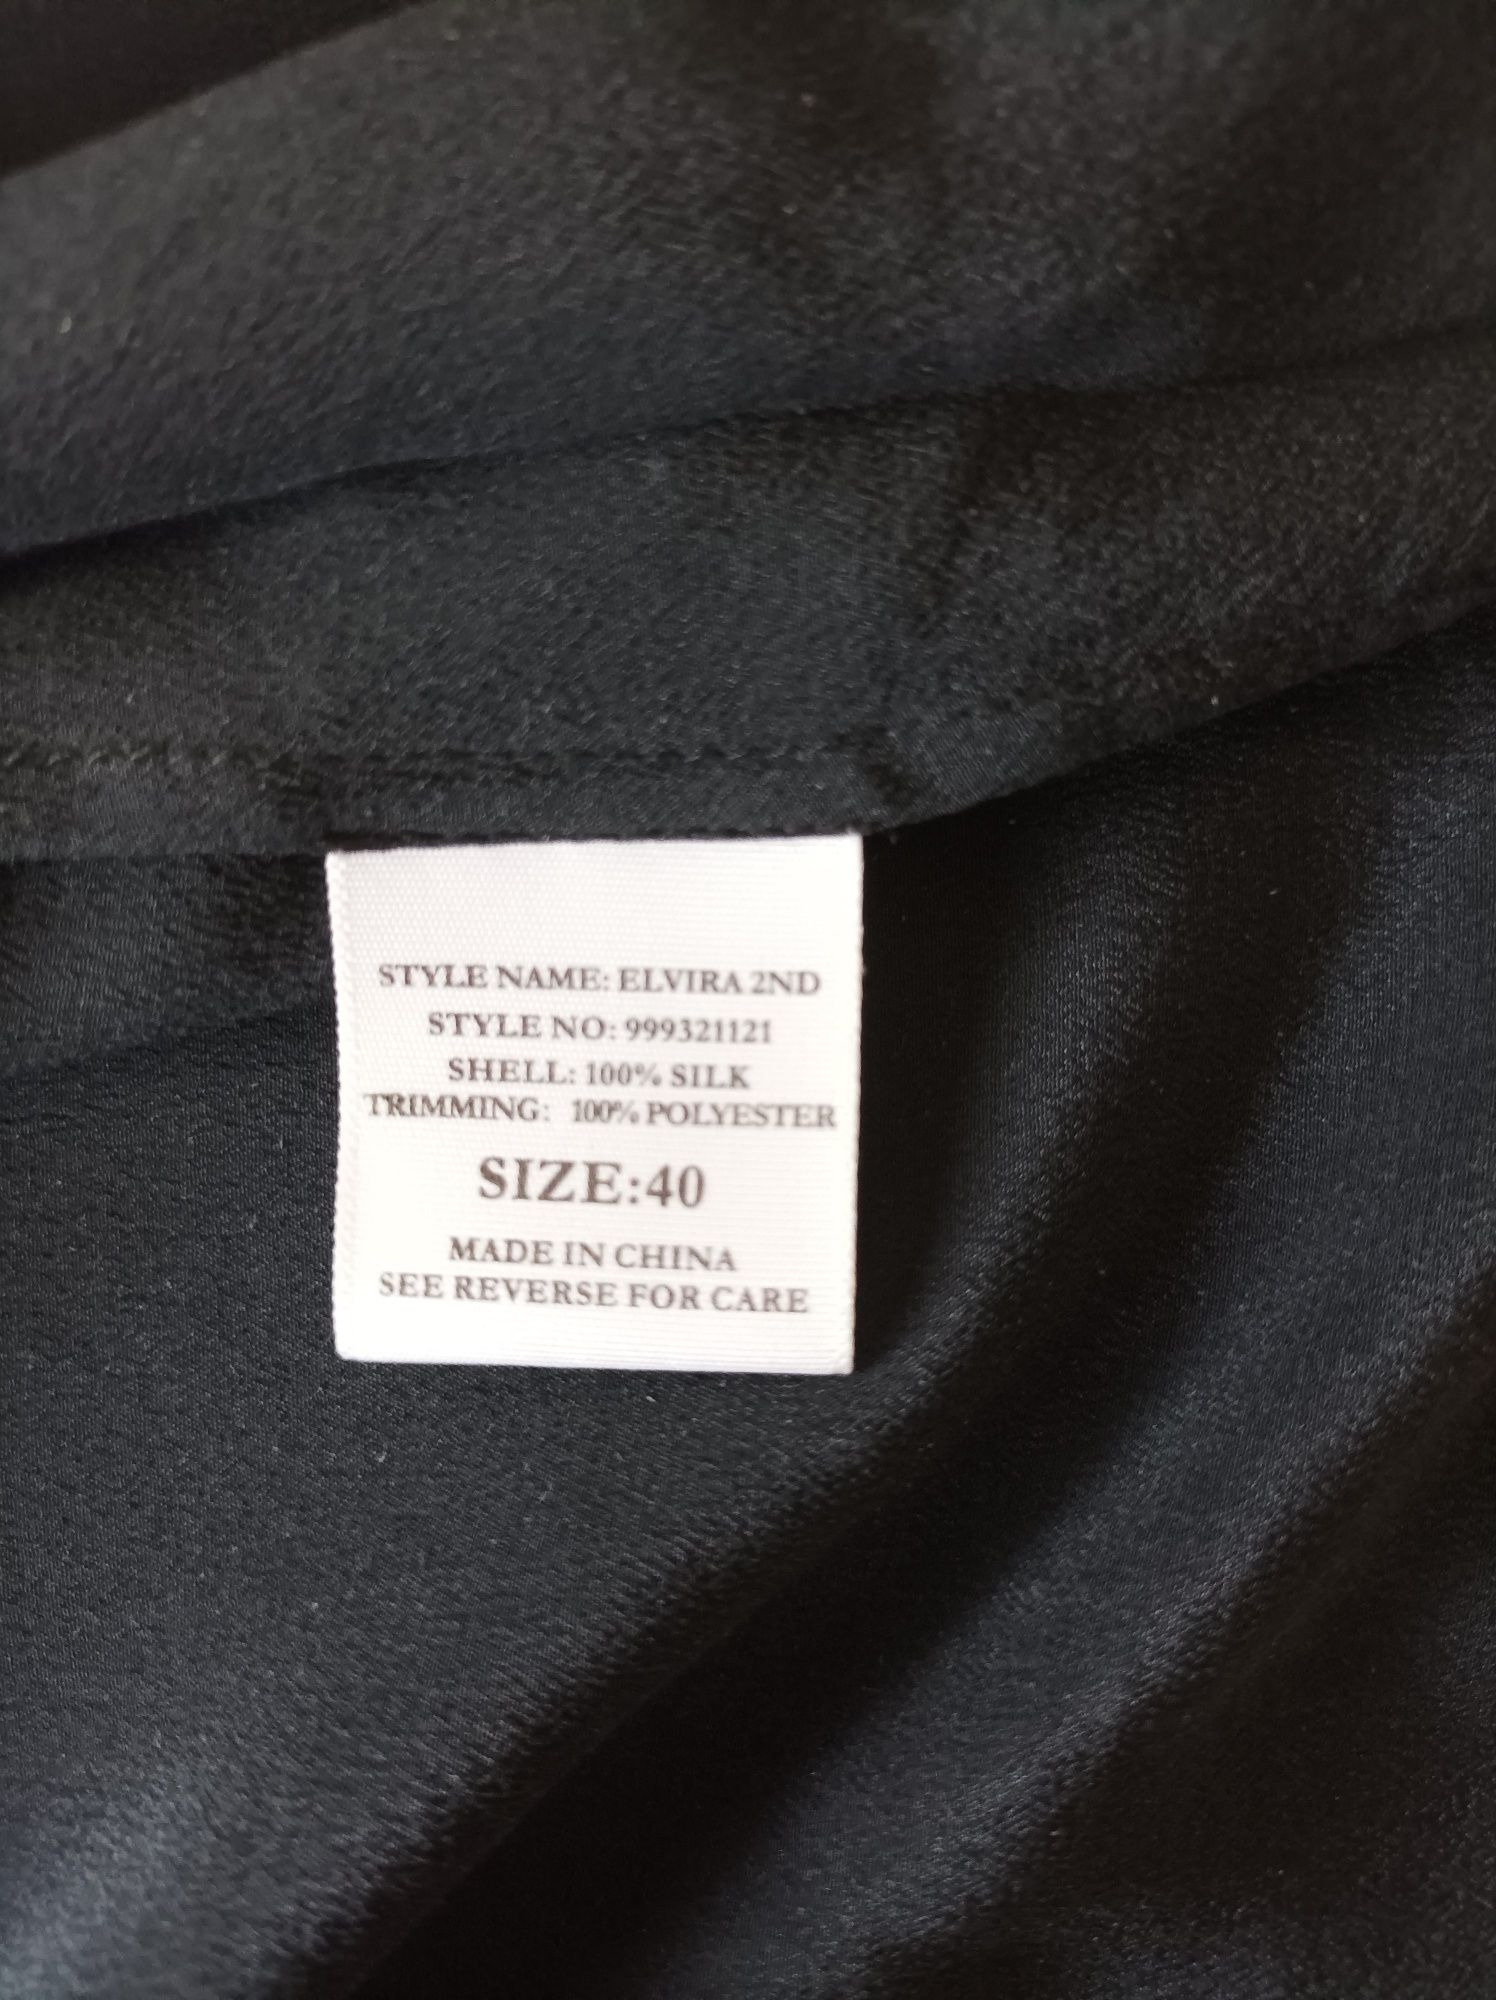 STYLE NAME: ELVIRA 2ND
STYLE NO: 999321121
SHELL: 100% SILK
TRIMMING: 100% POLYESTER
SIZE:40
MADE IN CHINA
SEE REVERSE FOR CARE